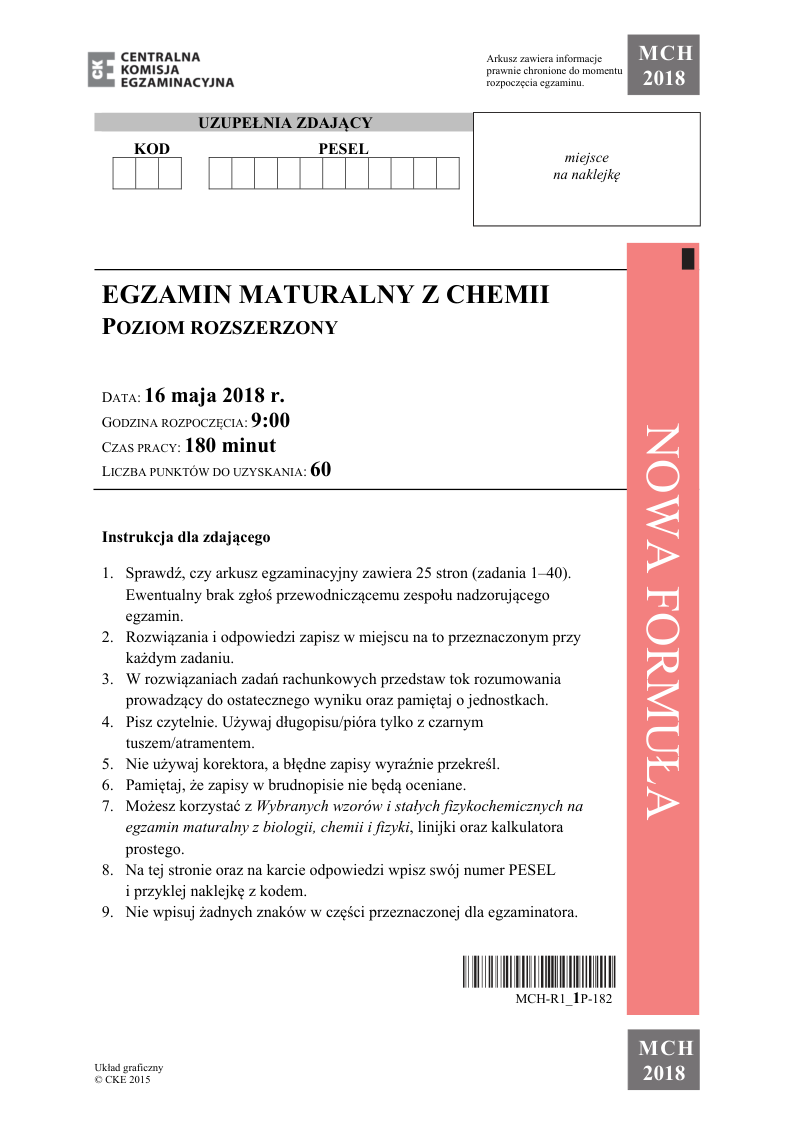 CKE CENTRALNA
KOMISJA
EGZAMINACYJNA
Arkusz zawiera informacje
prawnie chronione do momentu
rozpoczęcia egzaminu.
MCH
2018
UZUPEŁNIA ZDAJĄCY
KOD PESEL
miejsce
na naklejkę
EGZAMIN MATURALNY Z CHEMII
POZIOM ROZSZERZONY
DATA: 16 maja 2018 r.
GODZINA ROZPOCZĘCIA: 9:00
CZAS PRACY: 180 minut
LICZBA PUNKTÓW DO UZYSKANIA: 60
NOWA FORMUŁA
Instrukcja dla zdającego
1. Sprawdź, czy arkusz egzaminacyjny zawiera 25 stron (zadania 1–40).
Ewentualny brak zgłoś przewodniczącemu zespołu nadzorującego
egzamin.
2. Rozwiązania i odpowiedzi zapisz w miejscu na to przeznaczonym przy
każdym zadaniu.
3. W rozwiązaniach zadań rachunkowych przedstaw tok rozumowania
prowadzący do ostatecznego wyniku oraz pamiętaj o jednostkach.
4. Pisz czytelnie. Używaj długopisu/pióra tylko z czarnym
tuszem/atramentem.
5. Nie używaj korektora, a błędne zapisy wyraźnie przekreśl.
6. Pamiętaj, że zapisy w brudnopisie nie będą oceniane.
7. Możesz korzystać z Wybranych wzorów i stałych fizykochemicznych na
egzamin maturalny z biologii, chemii i fizyki, linijki oraz kalkulatora
prostego.
8. Na tej stronie oraz na karcie odpowiedzi wpisz swój numer PESEL
i przyklej naklejkę z kodem.
9. Nie wpisuj żadnych znaków w części przeznaczonej dla egzaminatora.
MCH-R1_1P-182
Układ graficzny
© CKE 2015
MCH
2018